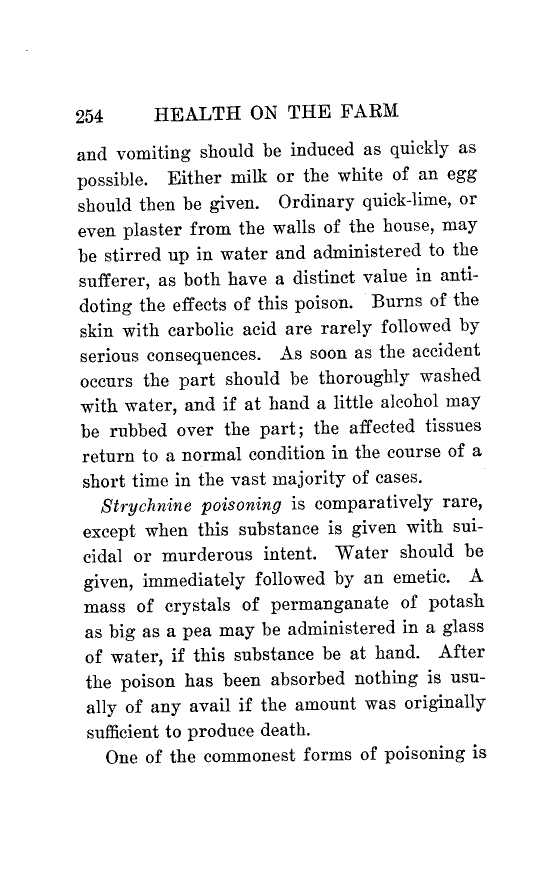 254 HEALTH ON THE FARM
and vomiting should be induced as quickly as
possible. Either milk or the white of an egg
should then be given. Ordinary quick-lime, or
even plaster from the walls of the house, may
be stirred up in water and administered to the
sufferer, as both have a distinct value in anti-
doting the effects of this poison. Burns of the
skin with carbolic acid are rarely followed by
serious consequences. As soon as the accident
occurs the part should be thoroughly washed
with water, and if at hand a little alcohol may
be rubbed over the part; the affected tissues
return to a normal condition in the course of a
short time in the vast majority of cases.
Strychnine poisoning is comparatively rare,
except when this substance is given with sui-
cidal or murderous intent. Water should be
given, immediately followed by an emetic. A
mass of crystals of permanganate of potash
as big as a pea may be administered in a glass
of water, if this substance be at hand. After
the poison has been absorbed nothing is usu-
ally of any avail if the amount was originally
sufficient to produce death.
One of the commonest forms of poisoning is